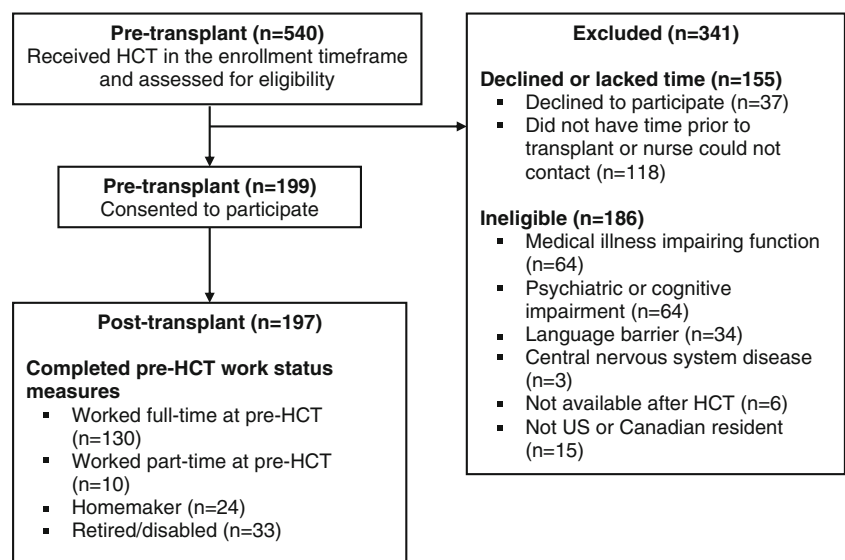 Pre-transplant (n=540)
Received HCT in the enrollment timeframe
and assessed for eligibility
Pre-transplant (n=199)
Consented to participate
Post-transplant (n=197)
Completed pre-HCT work status
measures
▪ Worked full-time at pre-HCT
(n=130)
▪ Worked part-time at pre-HCT
(n=10)
▪ Homemaker (n=24)
▪ Retired/disabled (n=33)
Excluded (n=341)
Declined or lacked time (n=155)
▪ Declined to participate (n=37)
▪ Did not have time prior to
transplant or nurse could not
contact (n=118)
Ineligible (n=186)
▪ Medical illness impairing function
(n=64)
▪ Psychiatric or cognitive
impairment (n=64)
▪ Language barrier (n=34)
▪ Central nervous system disease
(n=3)
▪ Not available after HCT (n=6)
▪ Not US or Canadian resident
(n=15)